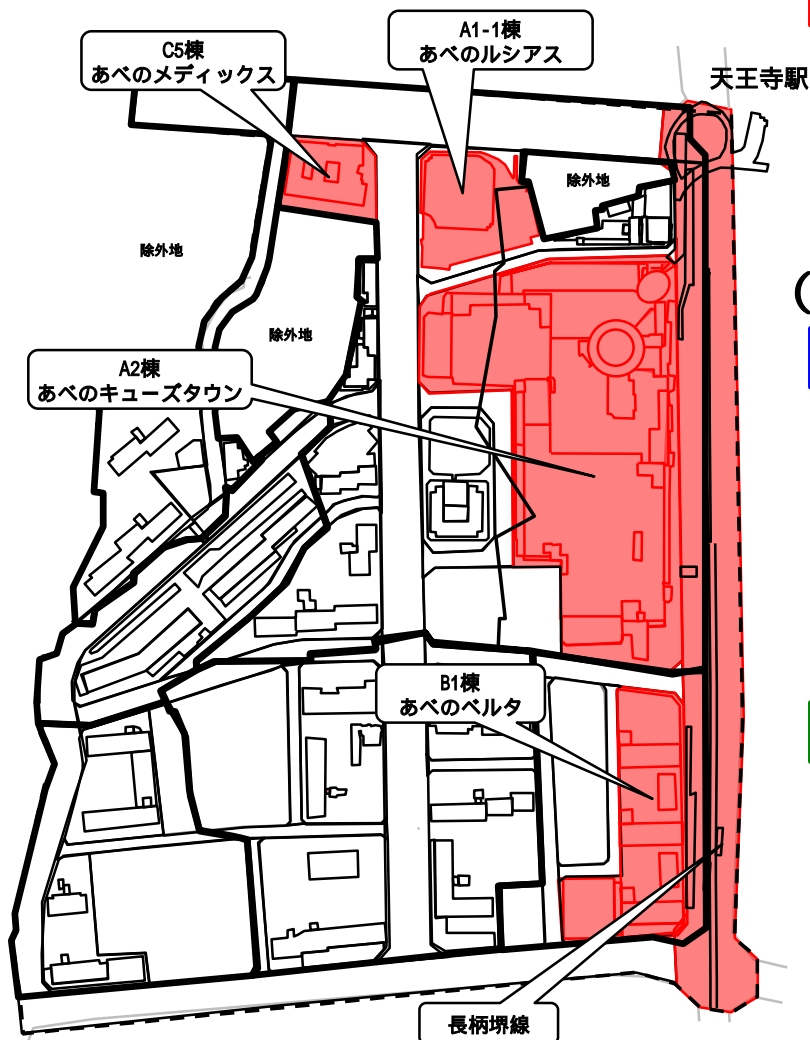 C5棟
あべのメディックス
A1-1棟
あべのルシアス
天王寺駅
除外地
除外地
除外地
A2棟
あべのキューズタウン
B1棟
あべのベルタ
長柄堺線